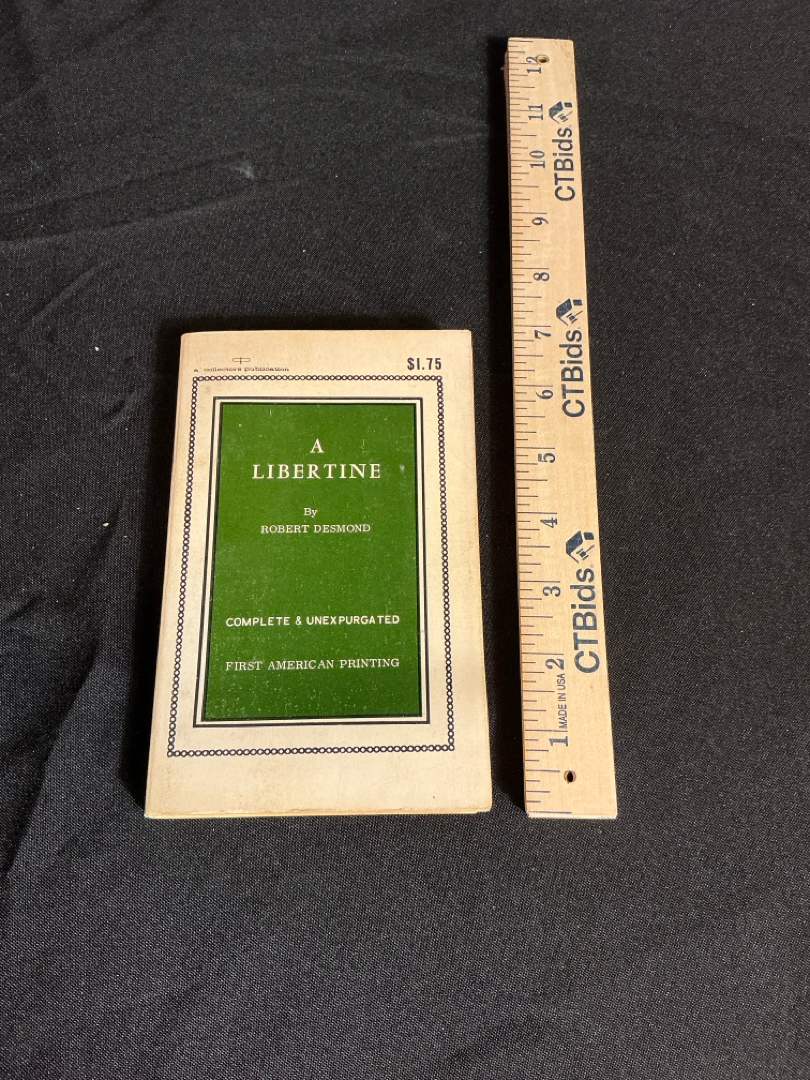 a collectors publication
$1.75
A
LIBERTINE
By
ROBERT DESMOND
COMPLETE & UNEXPURGATED
FIRST AMERICAN PRINTING
12
11
10
9
8
7
6
5
4
3
2
1
MADE IN USA
CTBids
CTBids
CTBids